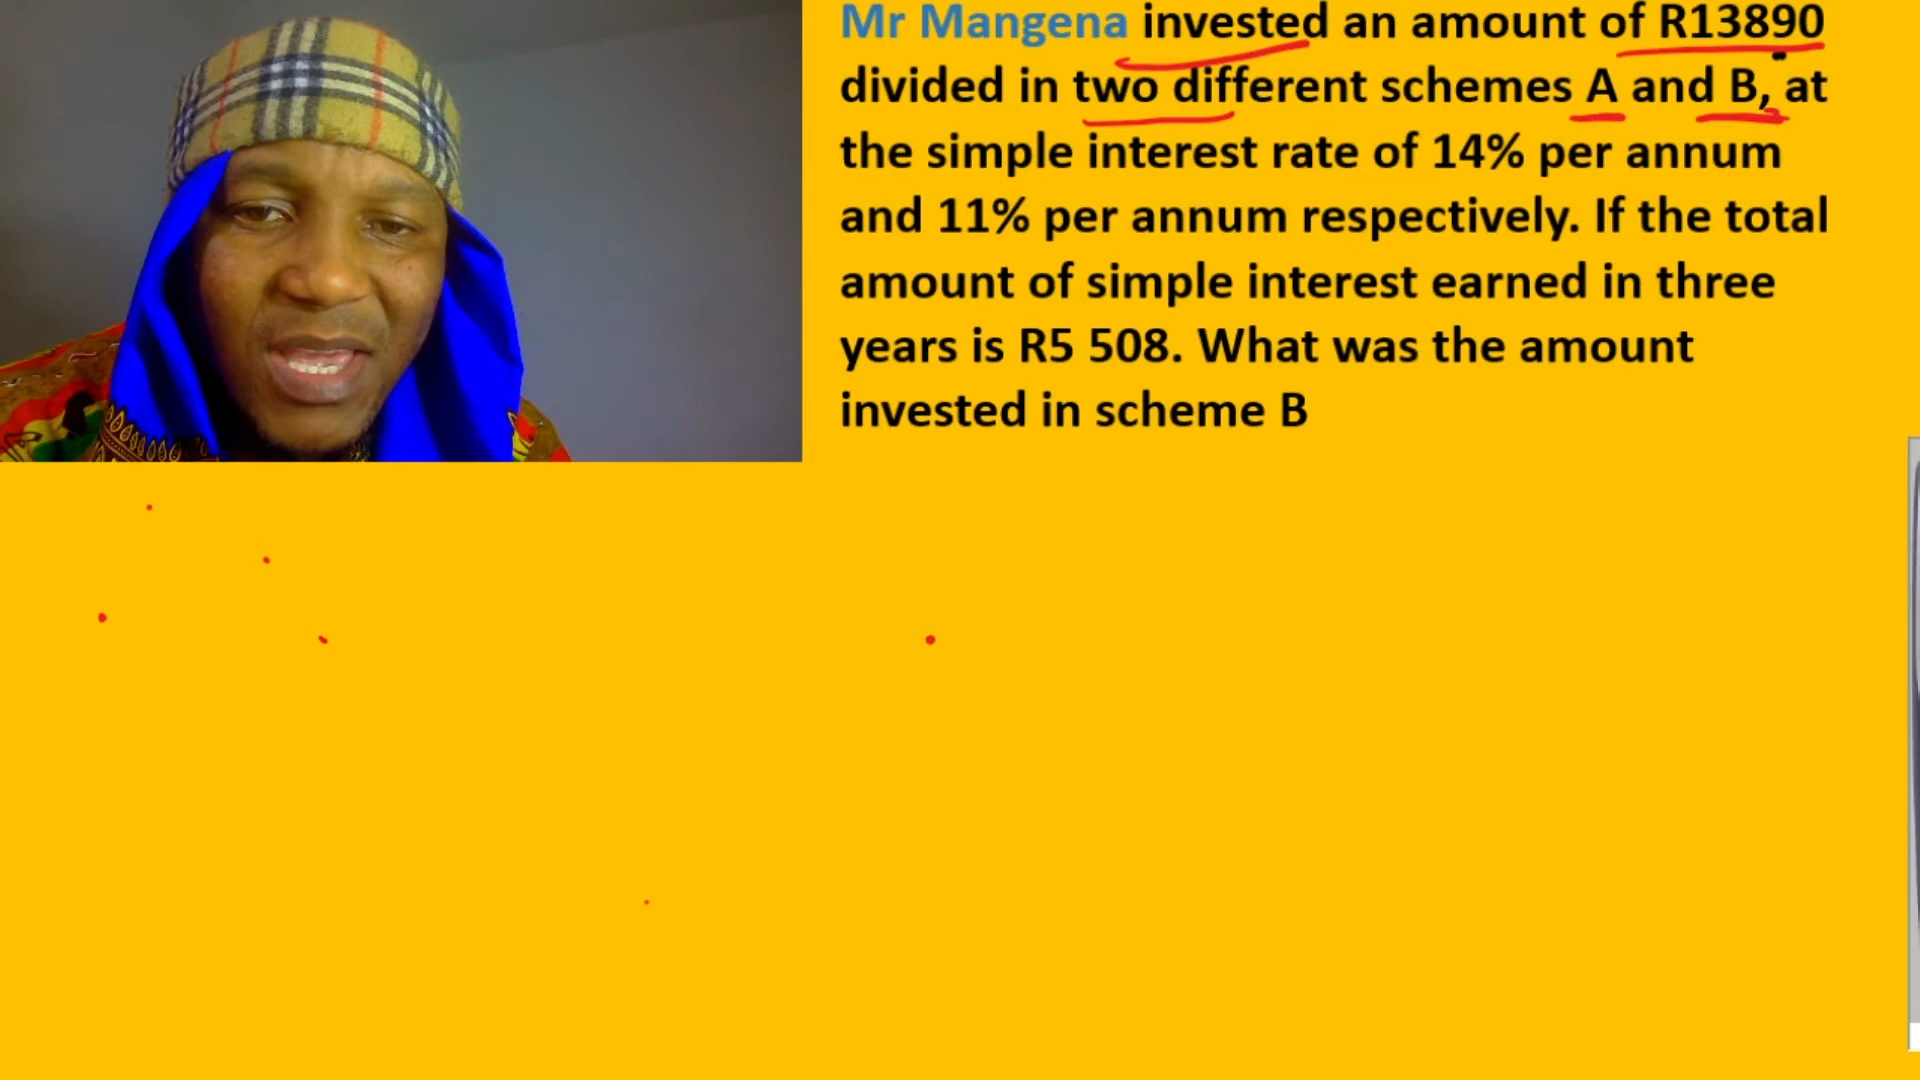 Mr Mangena invested an amount of R13890
divided in two different schemes A and B, at
the simple interest rate of 14% per annum
and 11% per annum respectively. If the total
amount of simple interest earned in three
years is R5 508. What was the amount
invested in scheme B